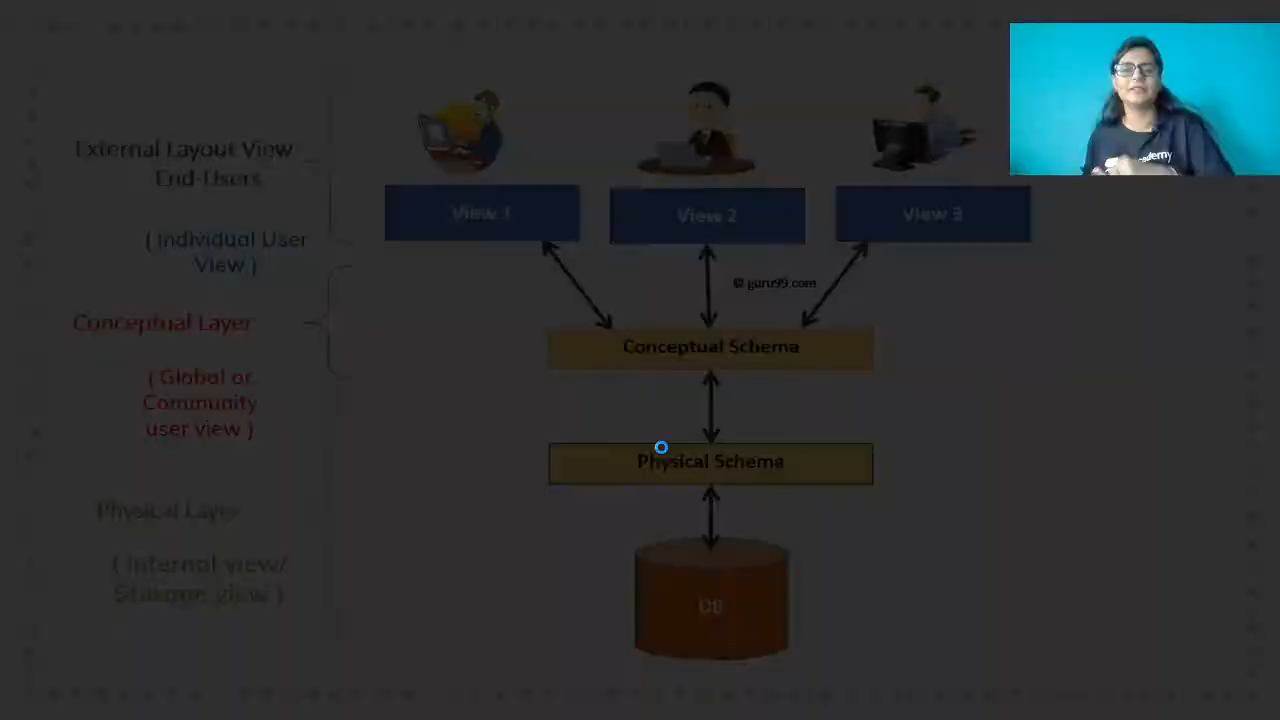 External Layout View
End-Users
( Individual User
View )
View 1
View 2
View 3
© guru99.com
Conceptual Layer
( Global or
Community
user view )
Conceptual Schema
Physical Schema
Physical Layer
( Internal view/
Storage view )
DB